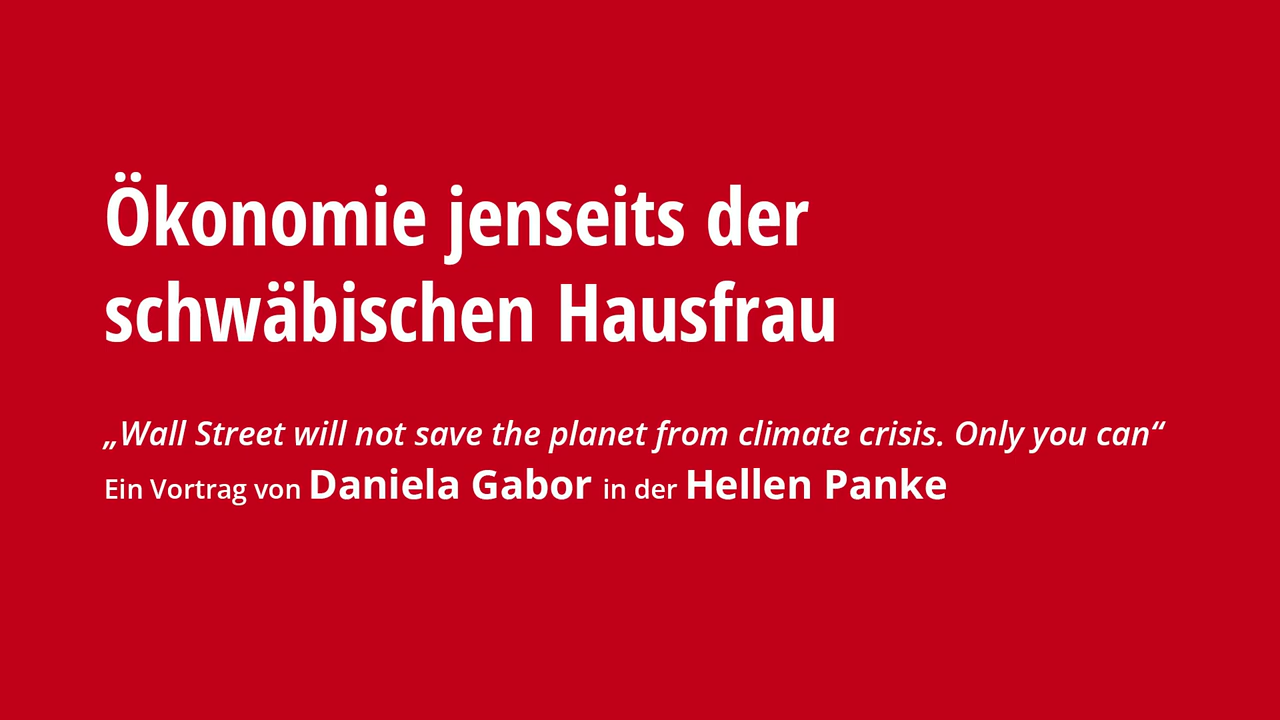 Ökonomie jenseits der
schwäbischen Hausfrau
„Wall Street will not save the planet from climate crisis. Only you can“
Ein Vortrag von Daniela Gabor in der Hellen Panke